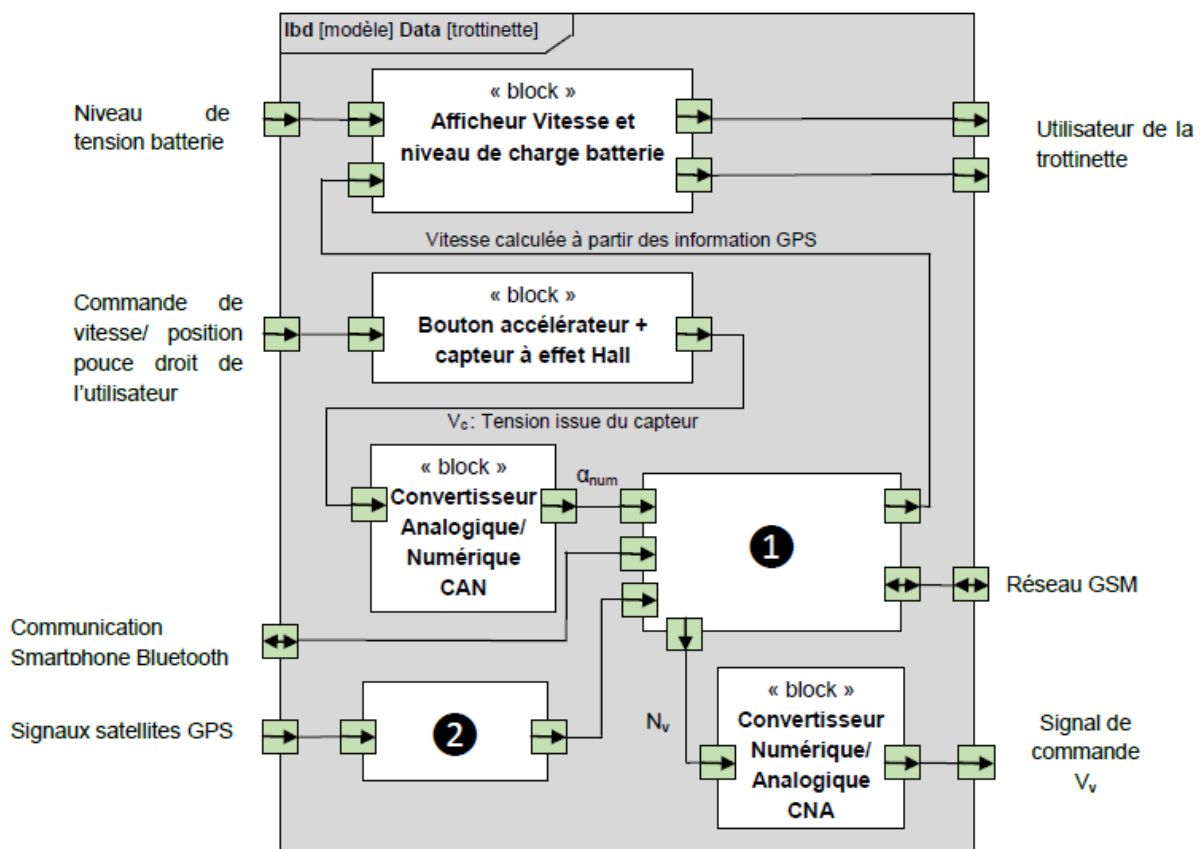 Ibd [modèle] Data [trottinette]
« block »
Afficheur Vitesse et
niveau de charge batterie
Niveau de
tension batterie
Utilisateur de la
trottinette
Vitesse calculée à partir des information GPS
« block »
Bouton accélérateur +
capteur à effet Hall
Commande de
vitesse/ position
pouce droit de
l'utilisateur
Vc : Tension issue du capteur
« block »
Convertisseur
Analogique/
Numérique
CAN
αnum
❶
Réseau GSM
Communication
Smartphone Bluetooth
Signaux satellites GPS
❷
Nv
« block »
Convertisseur
Numérique/
Analogique
CNA
Signal de
commande
Vv